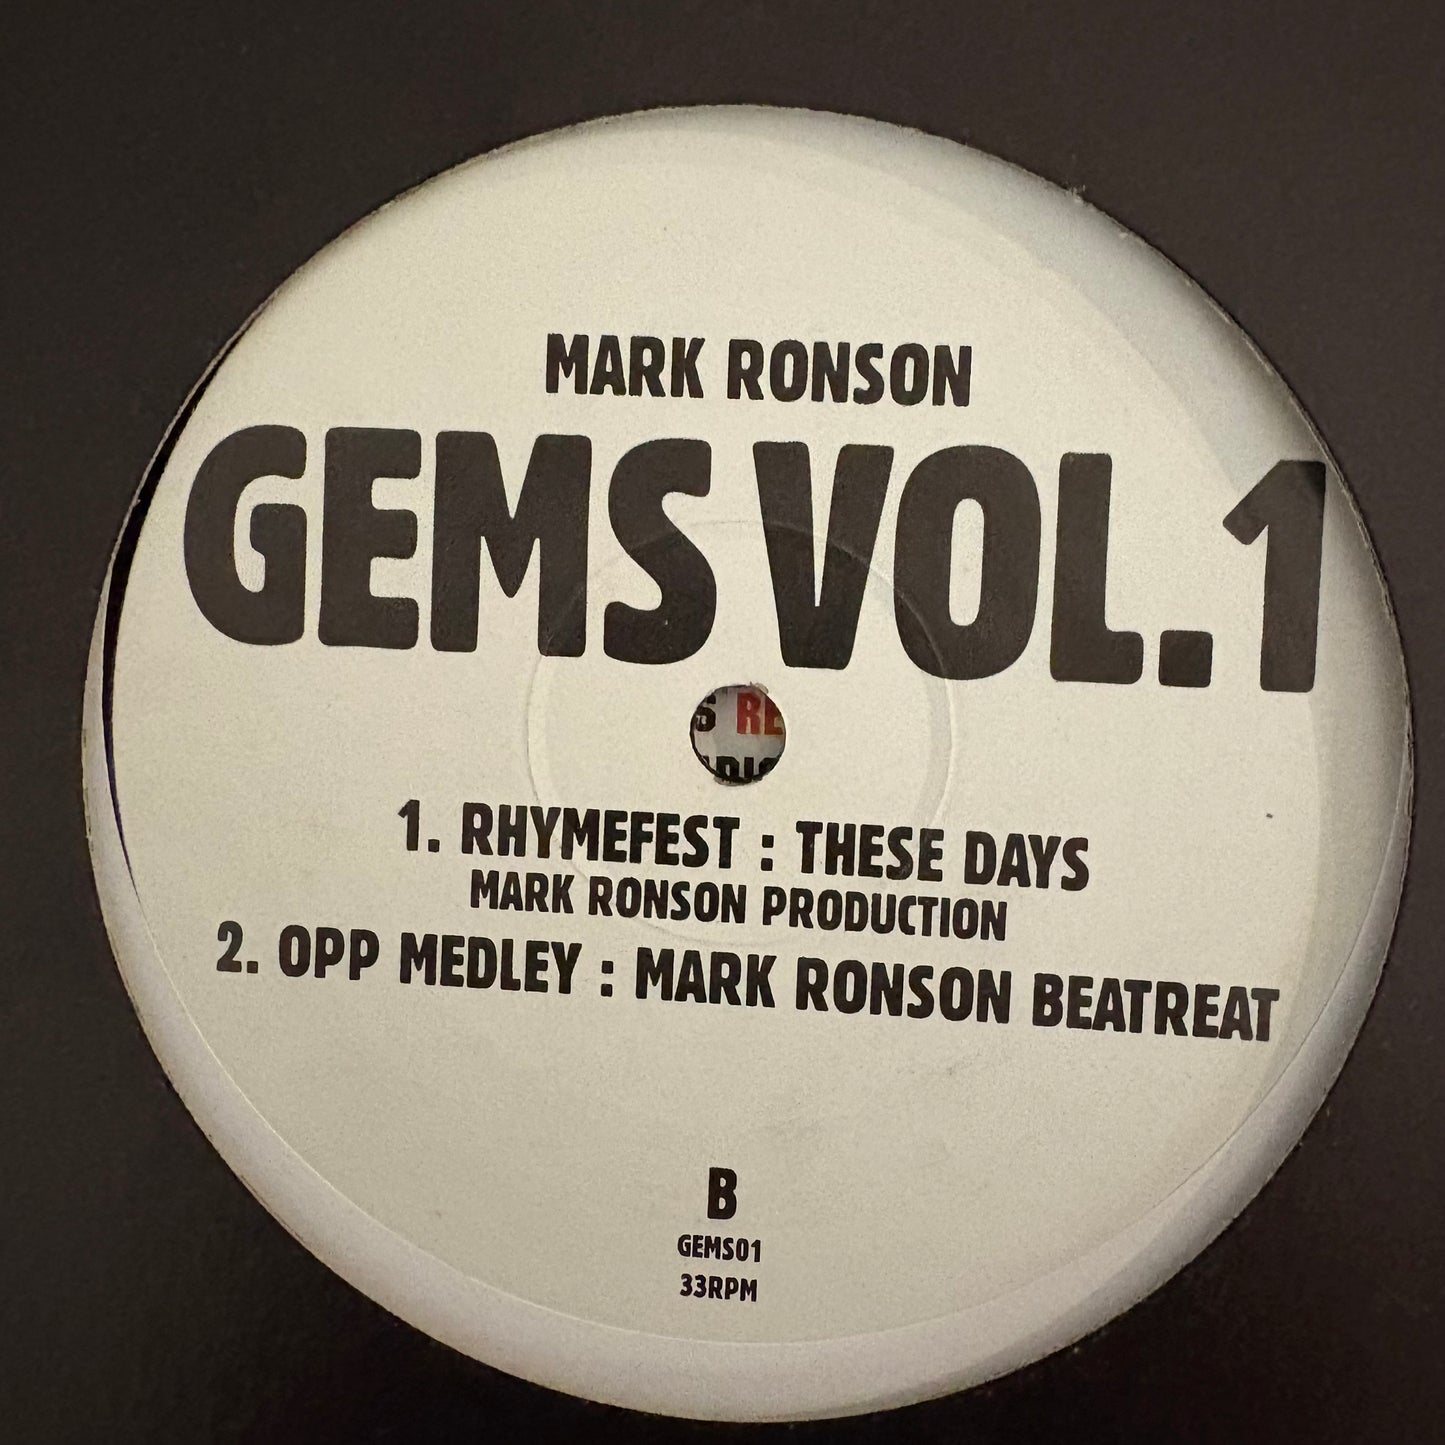 MARK RONSON
GEMS VOL.1
S RE
1. RHYMEFEST : THESE DAYS
MARK RONSON PRODUCTION
2. OPP MEDLEY : MARK RONSON BEATREAT
B
GEMS01
33RPM